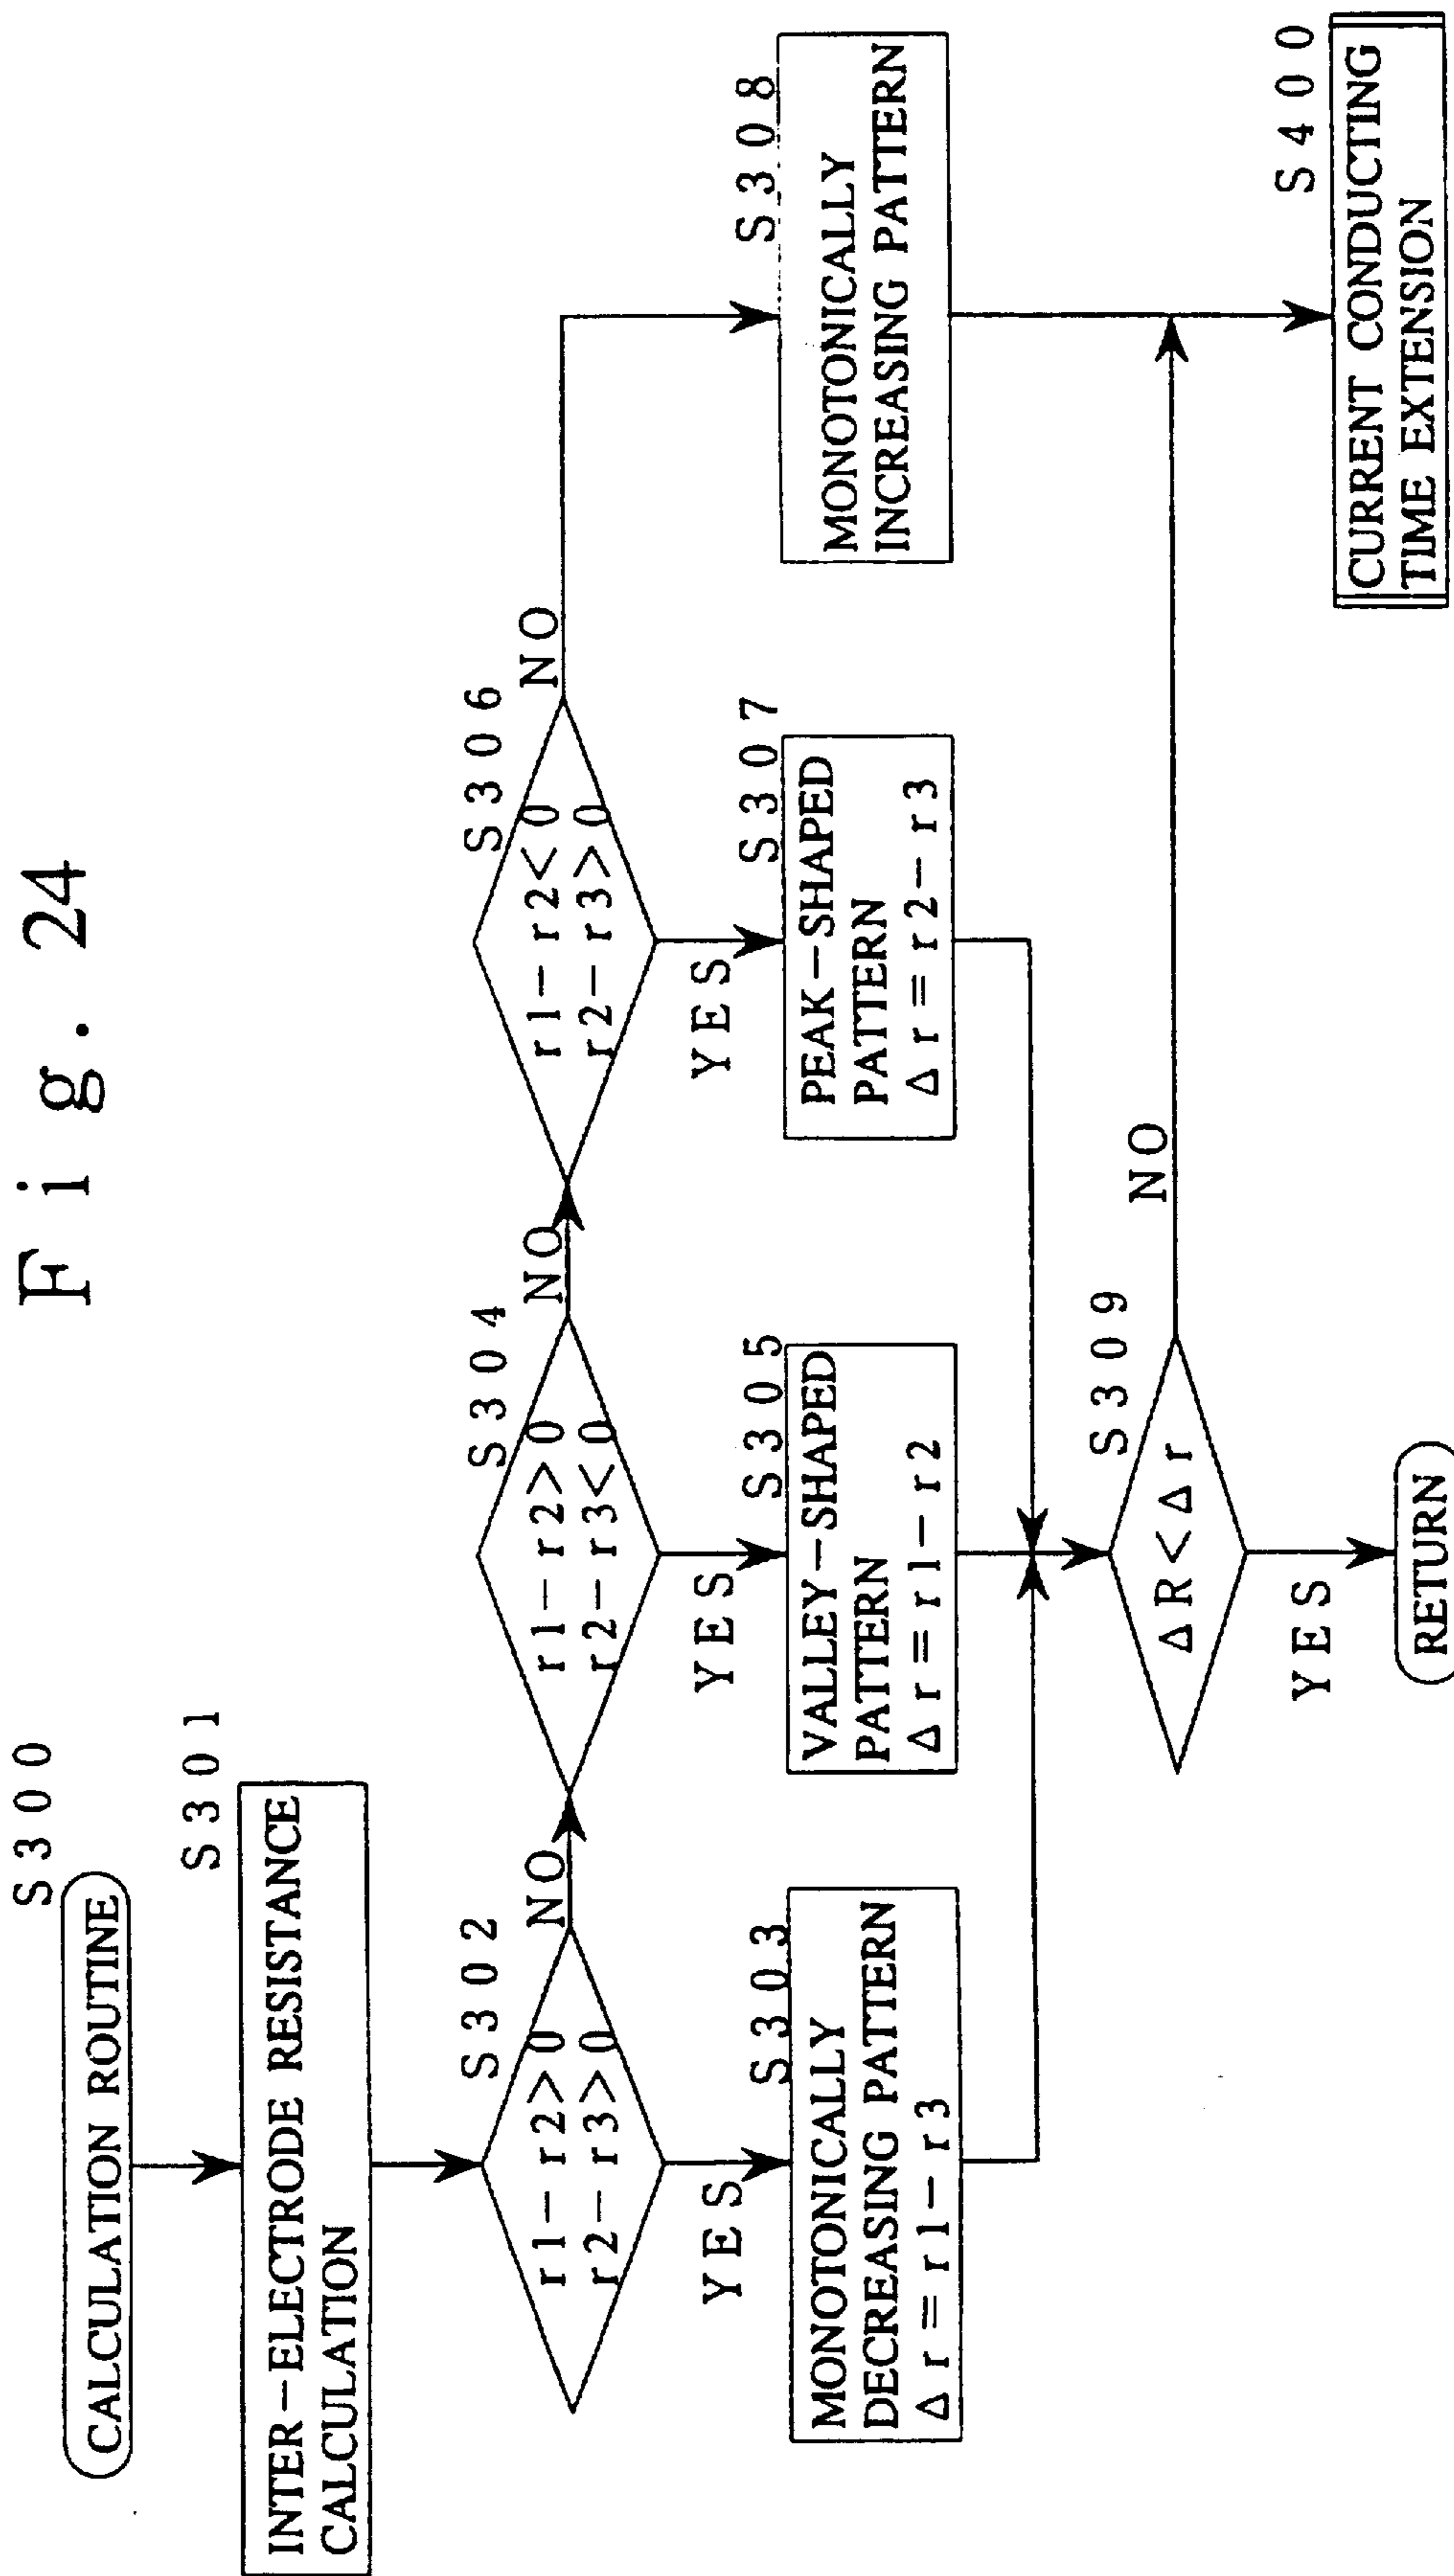 Fig. 24
S300
CALCULATION ROUTINE
S301
INTER-ELECTRODE RESISTANCE
CALCULATION
S302
r1-r2>0
r2-r3>0
NO
YES
S303
MONOTONICALLY
DECREASING PATTERN
Δr=r1-r3
S304
r1-r2>0
r2-r3<0
NO
YES
S305
VALLEY-SHAPED
PATTERN
Δr=r1-r2
S306
r1-r2<0
r2-r3>0
NO
YES
S307
PEAK-SHAPED
PATTERN
Δr=r2-r3
S308
MONOTONICALLY
INCREASING PATTERN
S309
ΔR<Δr
NO
YES
RETURN
S400
CURRENT CONDUCTING
TIME EXTENSION